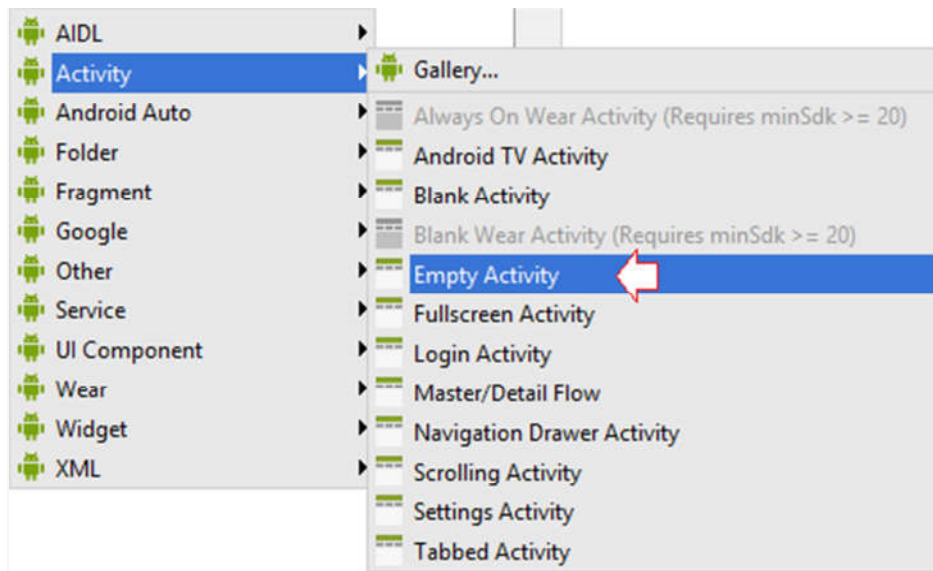 AIDL
Activity
Android Auto
Folder
Fragment
Google
Other
Service
UI Component
Wear
Widget
XML
Gallery...
Always On Wear Activity (Requires minSdk >= 20)
Android TV Activity
Blank Activity
Blank Wear Activity (Requires minSdk >= 20)
Empty Activity
Fullscreen Activity
Login Activity
Master/Detail Flow
Navigation Drawer Activity
Scrolling Activity
Settings Activity
Tabbed Activity